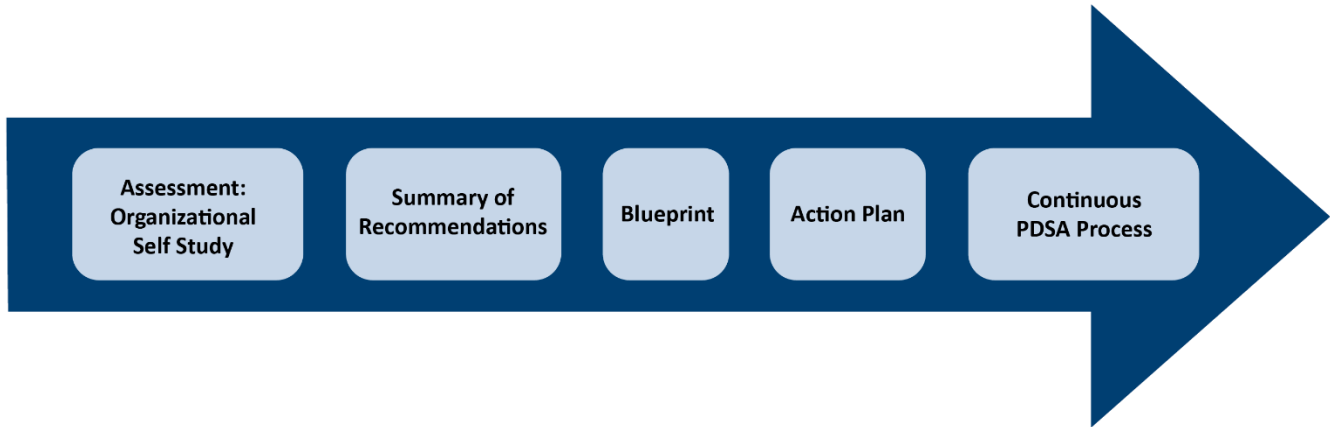 Assessment:
Organizational
Self Study
Summary of
Recommendations
Blueprint
Action Plan
Continuous
PDSA Process